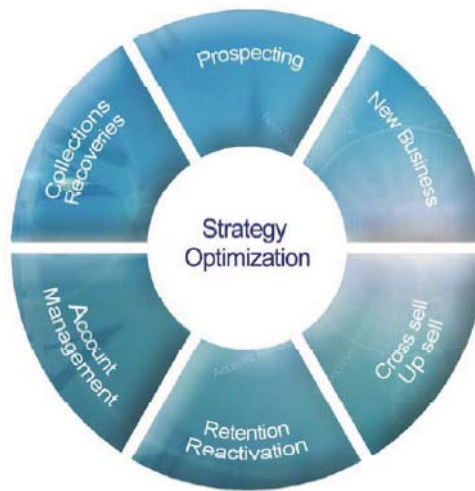 Prospecting
New Business
Cross sell
Up sell
Retention
Reactivation
Account
Management
Collections
Recoveries
Strategy
Optimization